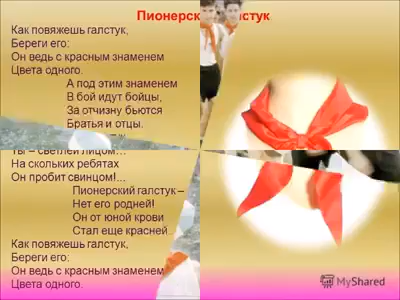 Пионерск
стук
Как повяжешь галстук,
Береги его:
Он ведь с красным знаменем
Цвета одного.
А под этим знаменем
В бой идут бойцы,
За отчизну бьются
Братья и отцы.
Ты – светлей лицом…
На скольких ребятах
Он пробит свинцом!...
Пионерский галстук –
Нет его родней!
Он от юной крови
Стал еще красней.
Как повяжешь галстук,
Береги его:
Он ведь с красным знаменем
Цвета одного.
MyShared